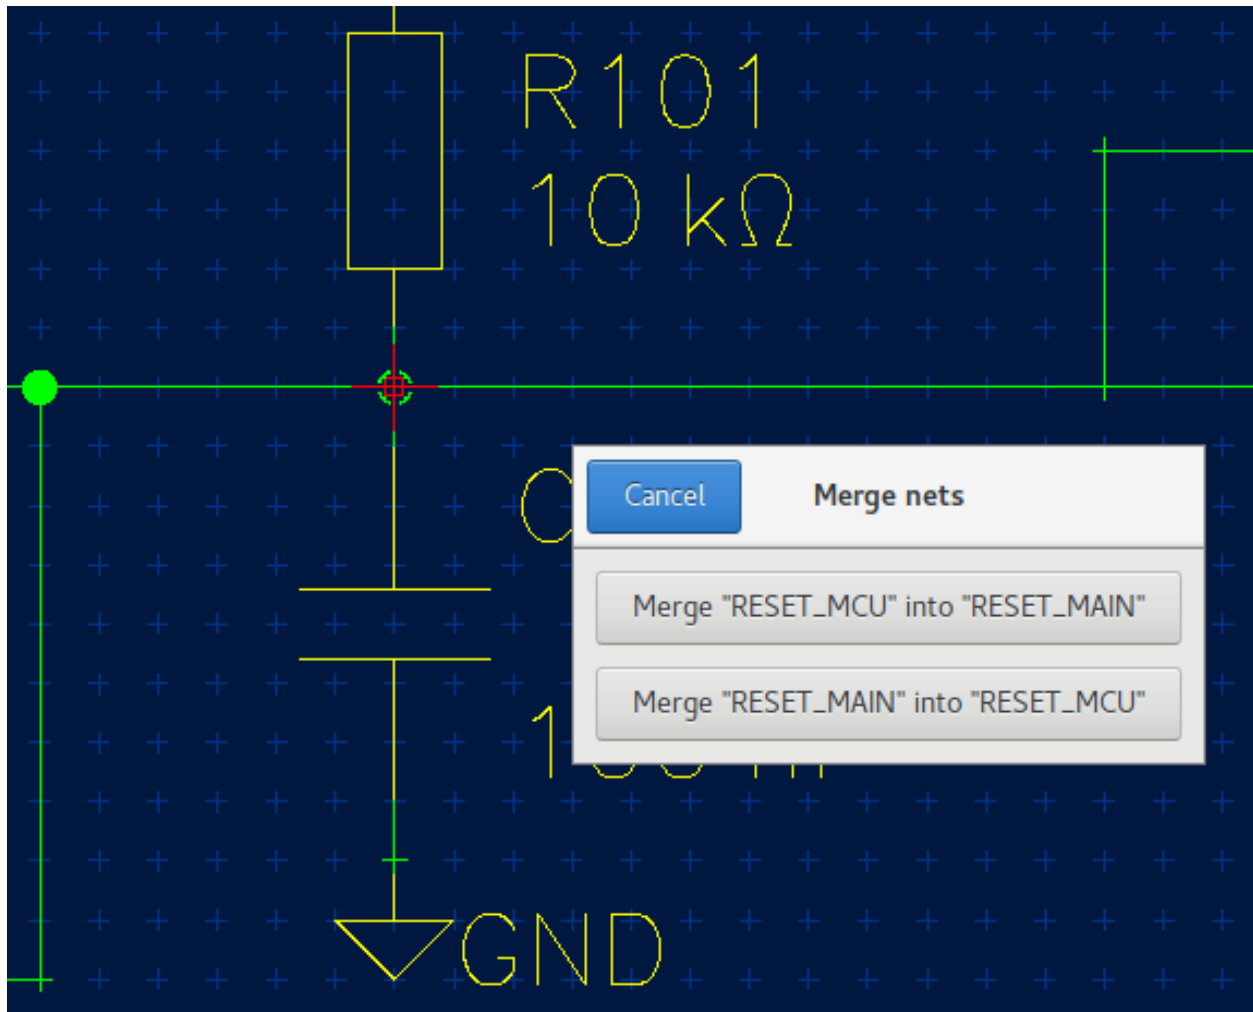 R101
10 kΩ
Cancel
Merge nets
Merge "RESET_MCU" into "RESET_MAIN"
Merge "RESET_MAIN" into "RESET_MCU"
GND